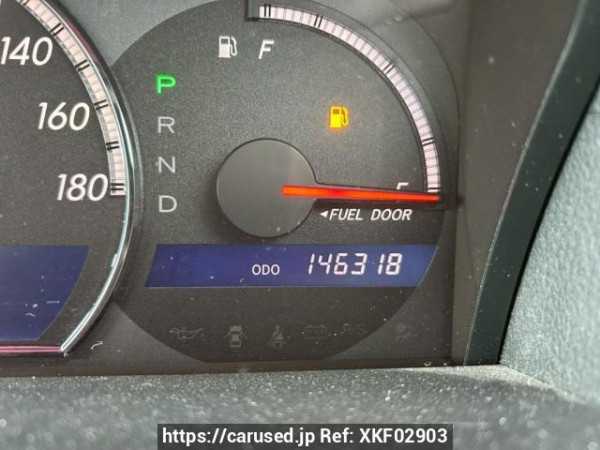 140
160
180
F
P
R
N
D
E
◄FUEL DOOR
ODO 146318
P/S
https://carused.jp Ref: XKF02903